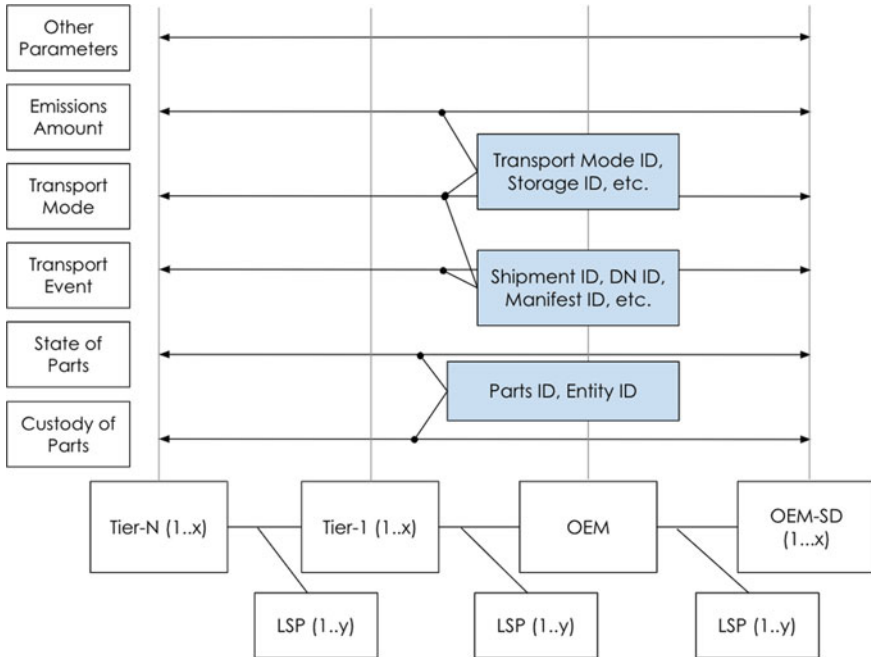 Other
Parameters
Emissions
Amount
Transport Mode ID,
Storage ID, etc.
Transport
Mode
Transport
Event
Shipment ID, DN ID,
Manifest ID, etc.
State of
Parts
Parts ID, Entity ID
Custody of
Parts
Tier-N (1..x)
Tier-1 (1..x)
OEM
OEM-SD
(1...x)
LSP (1..y)
LSP (1..y)
LSP (1..y)